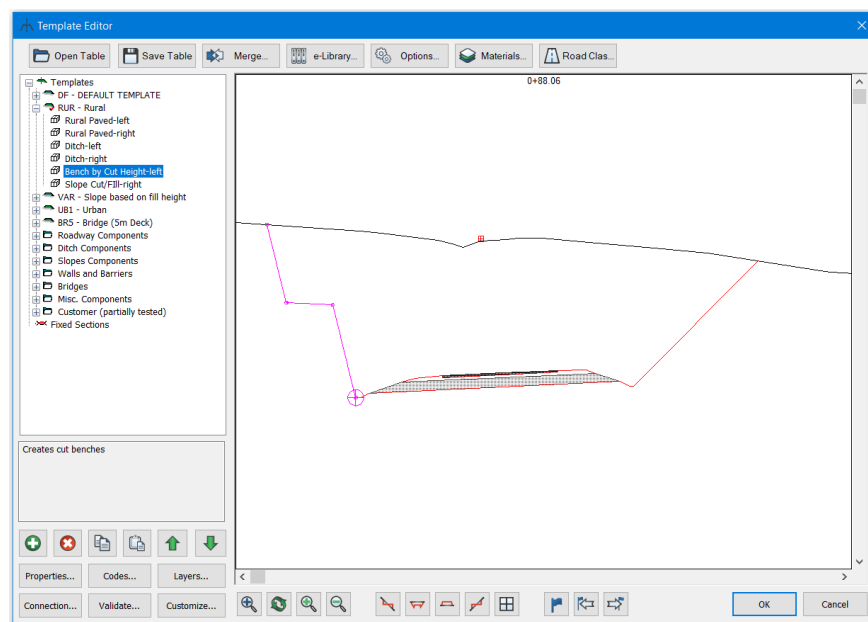 Template Editor
Open Table
Save Table
Merge...
e-Library...
Options...
Materials...
Road Clas...
Templates
DF - DEFAULT TEMPLATE
RUR - Rural
Rural Paved-left
Rural Paved-right
Ditch-left
Ditch-right
Bench by Cut Height-left
Slope Cut/FIll-right
VAR - Slope based on fill height
UB1 - Urban
BR5 - Bridge (5m Deck)
Roadway Components
Ditch Components
Slopes Components
Walls and Barriers
Bridges
Misc. Components
Customer (partially tested)
Fixed Sections
0+88.06
Creates cut benches
Properties...
Codes...
Layers...
Connection...
Validate...
Customize...
OK
Cancel